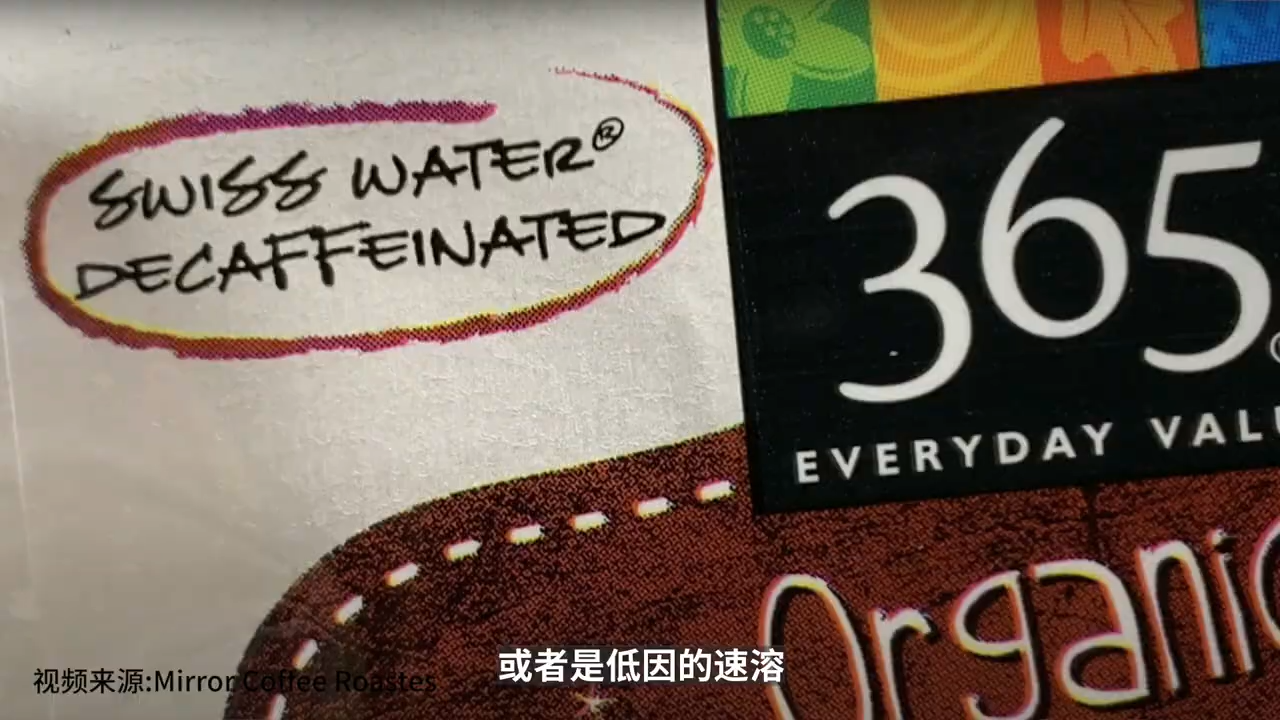 SWISS WATER®
DECAFFEINATED
365
EVERYDAY
Organic
或者是低因的速溶
视频来源:Mirror Coffee Roastes